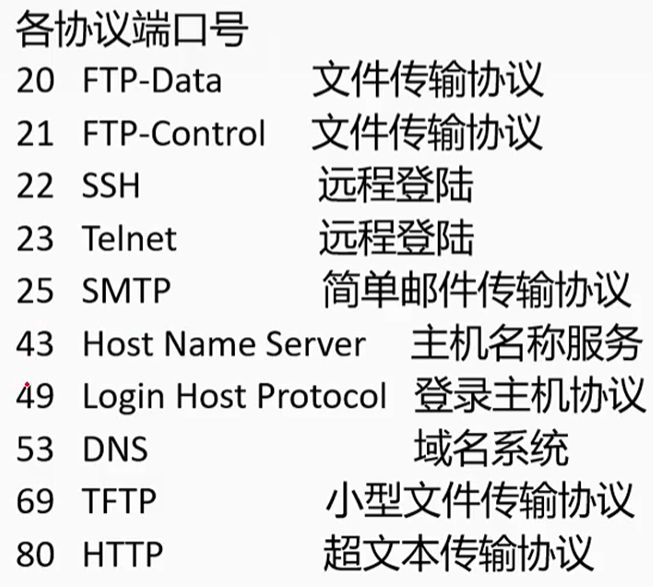 各协议端口号
20 FTP-Data 文件传输协议
21 FTP-Control 文件传输协议
22 SSH 远程登陆
23 Telnet 远程登陆
25 SMTP 简单邮件传输协议
43 Host Name Server 主机名称服务
49 Login Host Protocol 登录主机协议
53 DNS 域名系统
69 TFTP 小型文件传输协议
80 HTTP 超文本传输协议